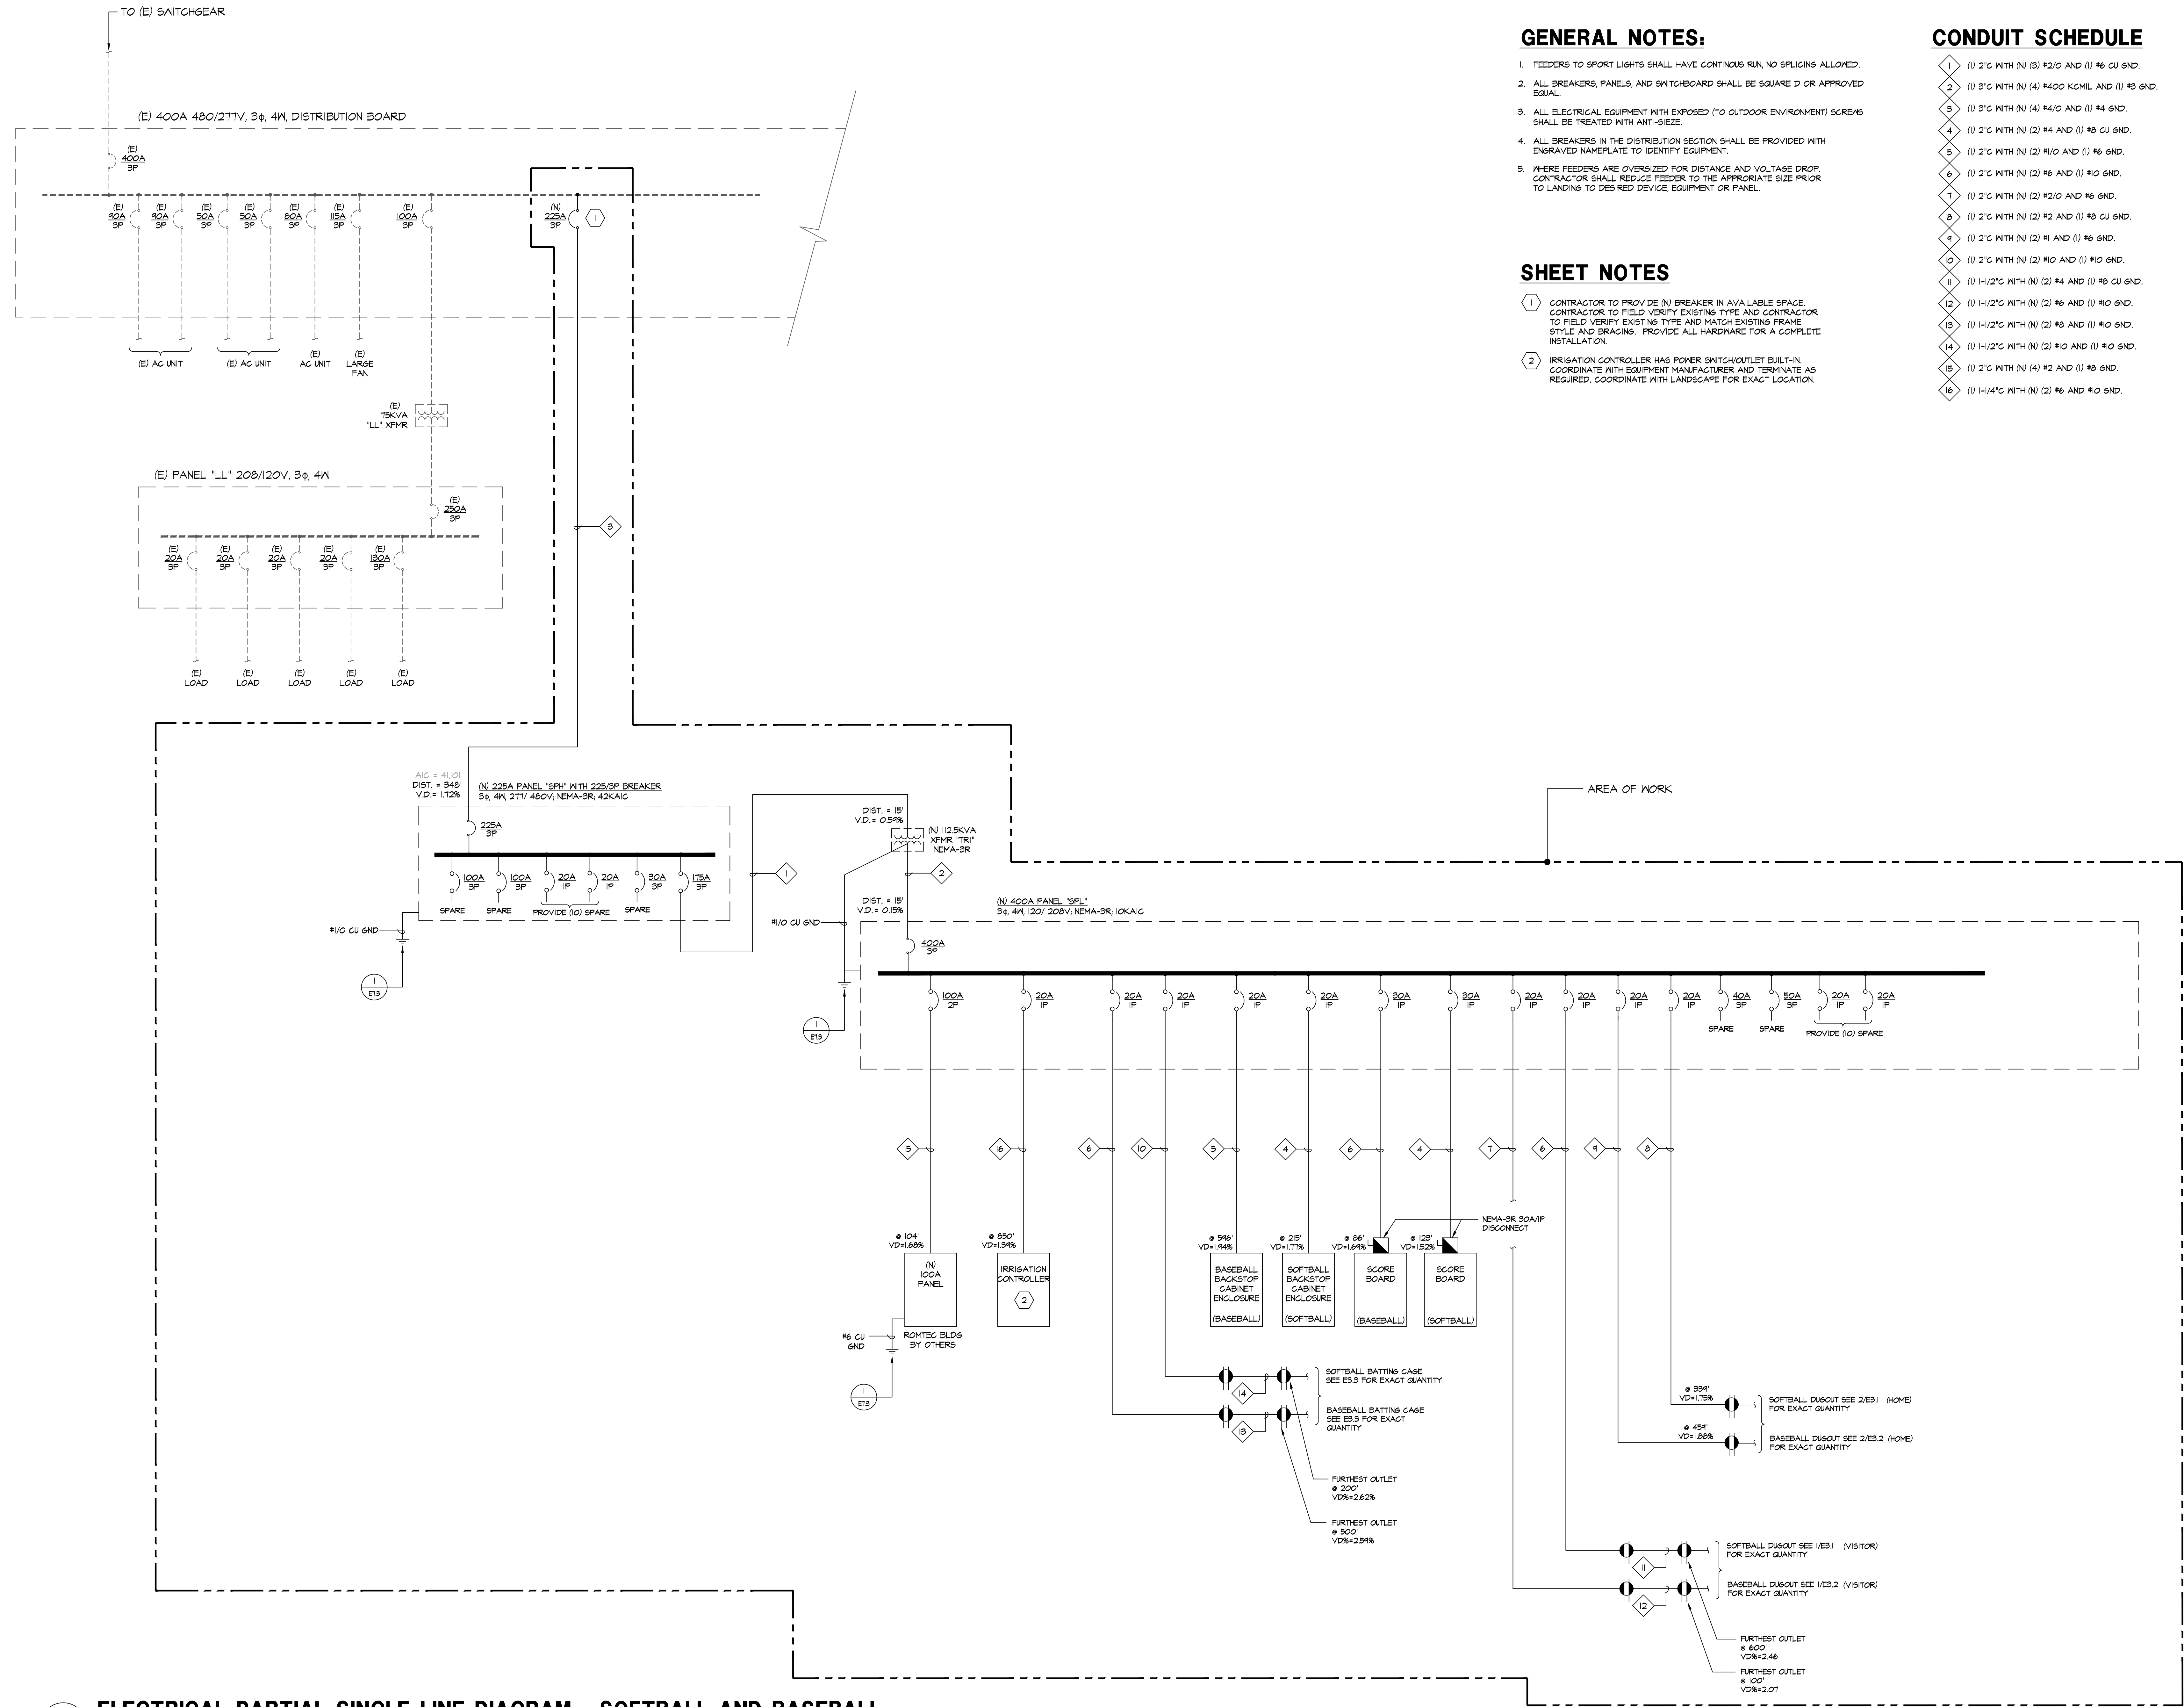 TO (E) SWITCHGEAR
(E) 400A 480/277V, 3ϕ, 4W, DISTRIBUTION BOARD
(E)
400A
3P
(E)
90A
3P
(E)
90A
3P
(E)
50A
3P
(E)
50A
3P
(E)
80A
3P
(E)
115A
3P
(E)
100A
3P
(N)
225A
3P
1
(E) AC UNIT
(E) AC UNIT
(E)
AC UNIT
(E)
LARGE
FAN
(E)
75KVA
"LL" XFMR
(E) PANEL "LL" 208/120V, 3ϕ, 4W
(E)
250A
3P
3
(E)
20A
3P
(E)
20A
3P
(E)
20A
3P
(E)
20A
3P
(E)
130A
3P
(E)
LOAD
(E)
LOAD
(E)
LOAD
(E)
LOAD
(E)
LOAD
GENERAL NOTES:
1. FEEDERS TO SPORT LIGHTS SHALL HAVE CONTINOUS RUN, NO SPLICING ALLOWED.
2. ALL BREAKERS, PANELS, AND SWITCHBOARD SHALL BE SQUARE D OR APPROVED
EQUAL.
3. ALL ELECTRICAL EQUIPMENT WITH EXPOSED (TO OUTDOOR ENVIRONMENT) SCREWS
SHALL BE TREATED WITH ANTI-SIEZE.
4. ALL BREAKERS IN THE DISTRIBUTION SECTION SHALL BE PROVIDED WITH
ENGRAVED NAMEPLATE TO IDENTIFY EQUIPMENT.
5. WHERE FEEDERS ARE OVERSIZED FOR DISTANCE AND VOLTAGE DROP.
CONTRACTOR SHALL REDUCE FEEDER TO THE APPRORIATE SIZE PRIOR
TO LANDING TO DESIRED DEVICE, EQUIPMENT OR PANEL.
SHEET NOTES
1 CONTRACTOR TO PROVIDE (N) BREAKER IN AVAILABLE SPACE.
CONTRACTOR TO FIELD VERIFY EXISTING TYPE AND CONTRACTOR
TO FIELD VERIFY EXISTING TYPE AND MATCH EXISTING FRAME
STYLE AND BRACING. PROVIDE ALL HARDWARE FOR A COMPLETE
INSTALLATION.
2 IRRIGATION CONTROLLER HAS POWER SWITCH/OUTLET BUILT-IN.
COORDINATE WITH EQUIPMENT MANUFACTURER AND TERMINATE AS
REQUIRED. COORDINATE WITH LANDSCAPE FOR EXACT LOCATION.
CONDUIT SCHEDULE
1 (1) 2"C WITH (N) (3) #2/0 AND (1) #6 CU GND.
2 (1) 3"C WITH (N) (4) #400 KCMIL AND (1) #3 GND.
3 (1) 3"C WITH (N) (4) #4/0 AND (1) #4 GND.
4 (1) 2"C WITH (N) (2) #4 AND (1) #8 CU GND.
5 (1) 2"C WITH (N) (2) #1/0 AND (1) #6 GND.
6 (1) 2"C WITH (N) (2) #6 AND (1) #10 GND.
7 (1) 2"C WITH (N) (2) #2/0 AND #6 GND.
8 (1) 2"C WITH (N) (2) #2 AND (1) #8 CU GND.
9 (1) 2"C WITH (N) (2) #1 AND (1) #6 GND.
10 (1) 2"C WITH (N) (2) #10 AND (1) #10 GND.
11 (1) 1-1/2"C WITH (N) (2) #4 AND (1) #8 CU GND.
12 (1) 1-1/2"C WITH (N) (2) #6 AND (1) #10 GND.
13 (1) 1-1/2"C WITH (N) (2) #8 AND (1) #10 GND.
14 (1) 1-1/2"C WITH (N) (2) #10 AND (1) #10 GND.
15 (1) 2"C WITH (N) (4) #2 AND (1) #8 GND.
16 (1) 1-1/4"C WITH (N) (2) #6 AND #10 GND.
AREA OF WORK
AIC = 41,101
DIST. = 348'
V.D.= 1.72%
(N) 225A PANEL "SPH" WITH 225/3P BREAKER
3ϕ, 4W, 277/ 480V; NEMA-3R; 42KAIC
225A
3P
100A
3P
100A
3P
20A
1P
20A
1P
30A
3P
175A
3P
SPARE
SPARE
PROVIDE (10) SPARE
SPARE
1
#1/0 CU GND
1
E7.3
DIST. = 15'
V.D.= 0.59%
(N) 112.5KVA
XFMR "TR1"
NEMA-3R
2
DIST. = 15'
V.D.= 0.15%
#1/0 CU GND
1
E7.3
(N) 400A PANEL "SPL"
3ϕ, 4W, 120/ 208V; NEMA-3R; 10KAIC
400A
3P
100A
2P
20A
1P
20A
1P
20A
1P
20A
1P
20A
1P
30A
1P
30A
1P
20A
1P
20A
1P
20A
1P
20A
1P
40A
3P
50A
3P
20A
1P
20A
1P
SPARE
SPARE
PROVIDE (10) SPARE
15
16
6
10
5
4
6
4
7
6
9
8
NEMA-3R 30A/1P
DISCONNECT
@ 104'
VD=1.68%
@ 850'
VD=1.39%
@ 596'
VD=1.94%
@ 215'
VD=1.77%
@ 86'
VD=1.69%
@ 123'
VD=1.52%
(N)
100A
PANEL
IRRIGATION
CONTROLLER
2
BASEBALL
BACKSTOP
CABINET
ENCLOSURE
(BASEBALL)
SOFTBALL
BACKSTOP
CABINET
ENCLOSURE
(SOFTBALL)
SCORE
BOARD
(BASEBALL)
SCORE
BOARD
(SOFTBALL)
#6 CU
GND
ROMTEC BLDG
BY OTHERS
1
E7.3
SOFTBALL BATTING CAGE
SEE E3.3 FOR EXACT QUANTITY
14
BASEBALL BATTING CAGE
SEE E3.3 FOR EXACT
QUANTITY
13
FURTHEST OUTLET
@ 200'
VD%=2.62%
FURTHEST OUTLET
@ 500'
VD%=2.59%
@ 339'
VD=1.75%
SOFTBALL DUGOUT SEE 2/E3.1 (HOME)
FOR EXACT QUANTITY
@ 459'
VD=1.88%
BASEBALL DUGOUT SEE 2/E3.2 (HOME)
FOR EXACT QUANTITY
SOFTBALL DUGOUT SEE 1/E3.1 (VISITOR)
FOR EXACT QUANTITY
11
BASEBALL DUGOUT SEE 1/E3.2 (VISITOR)
FOR EXACT QUANTITY
12
FURTHEST OUTLET
@ 600'
VD%=2.46
FURTHEST OUTLET
@ 100'
VD%=2.07
ELECTRICAL PARTIAL SINGLE LINE DIAGRAM - SOFTBALL AND BASEBALL